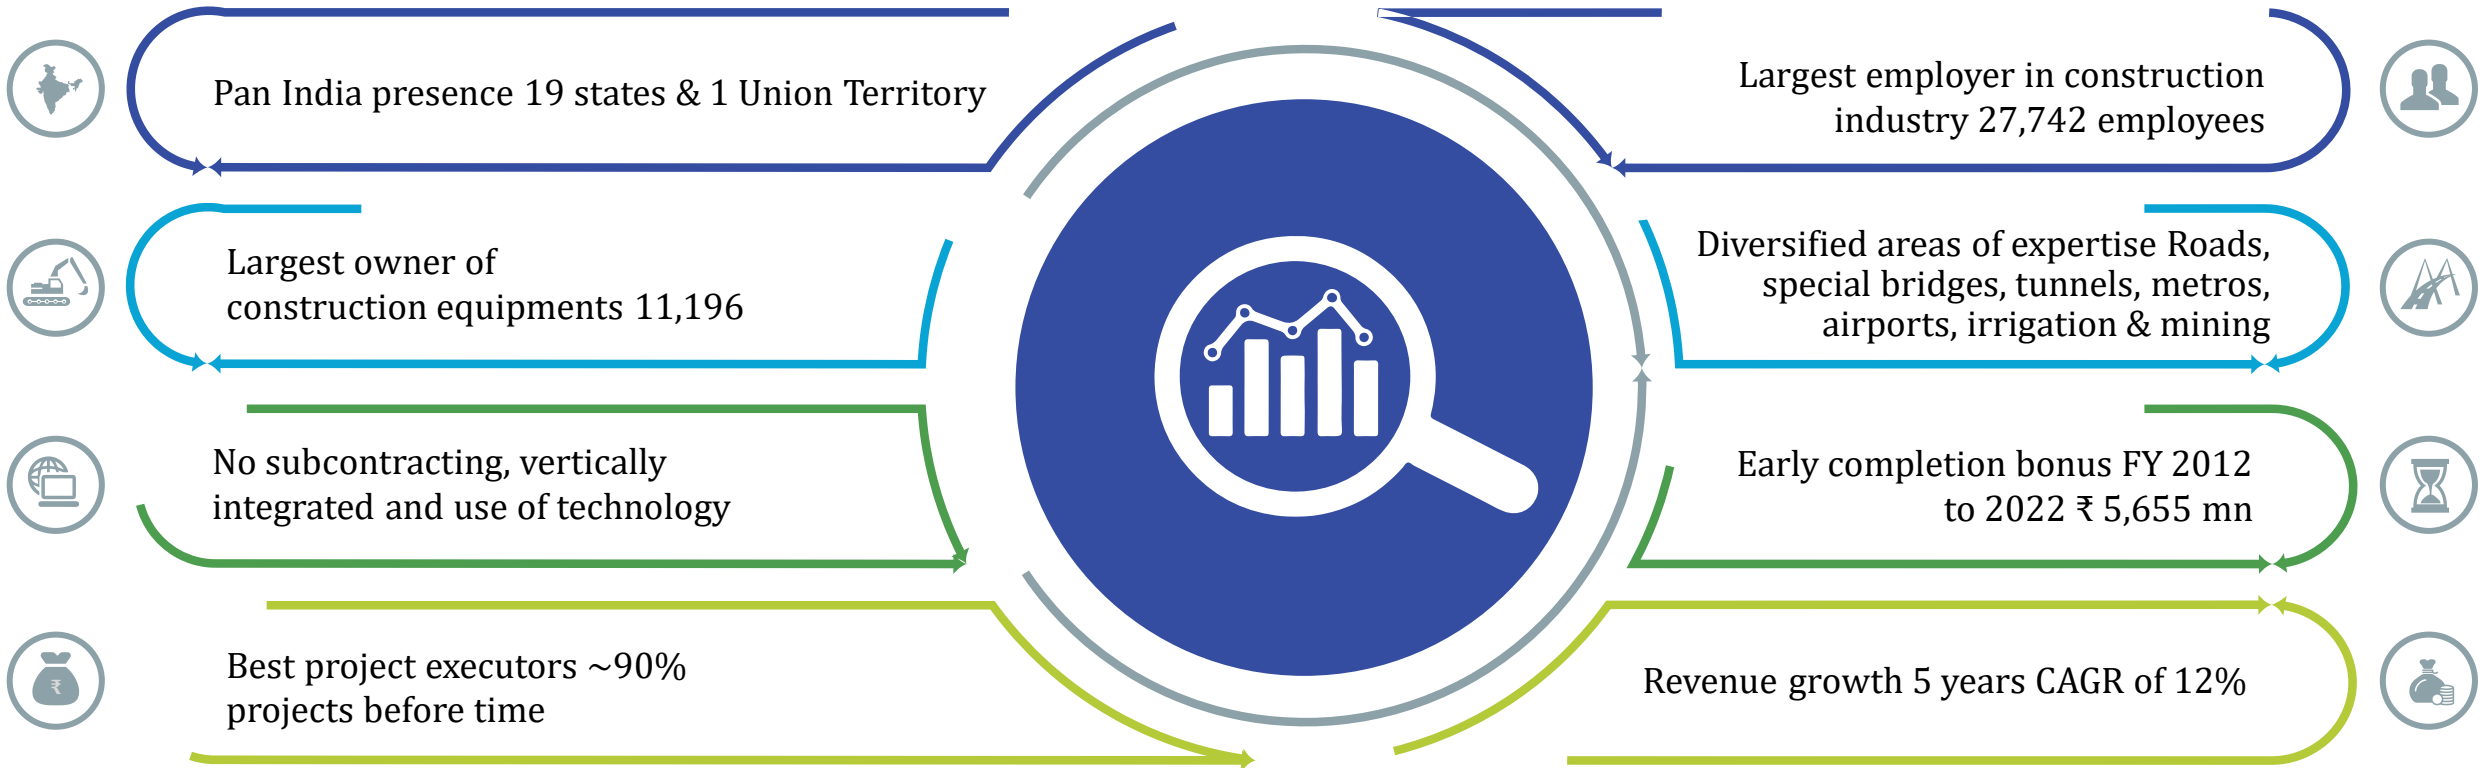 Pan India presence 19 states & 1 Union Territory
Largest employer in construction
industry 27,742 employees
Largest owner of
construction equipments 11,196
Diversified areas of expertise Roads,
special bridges, tunnels, metros,
airports, irrigation & mining
No subcontracting, vertically
integrated and use of technology
Early completion bonus FY 2012
to 2022 ₹ 5,655 mn
Best project executors ~90%
projects before time
₹
Revenue growth 5 years CAGR of 12%